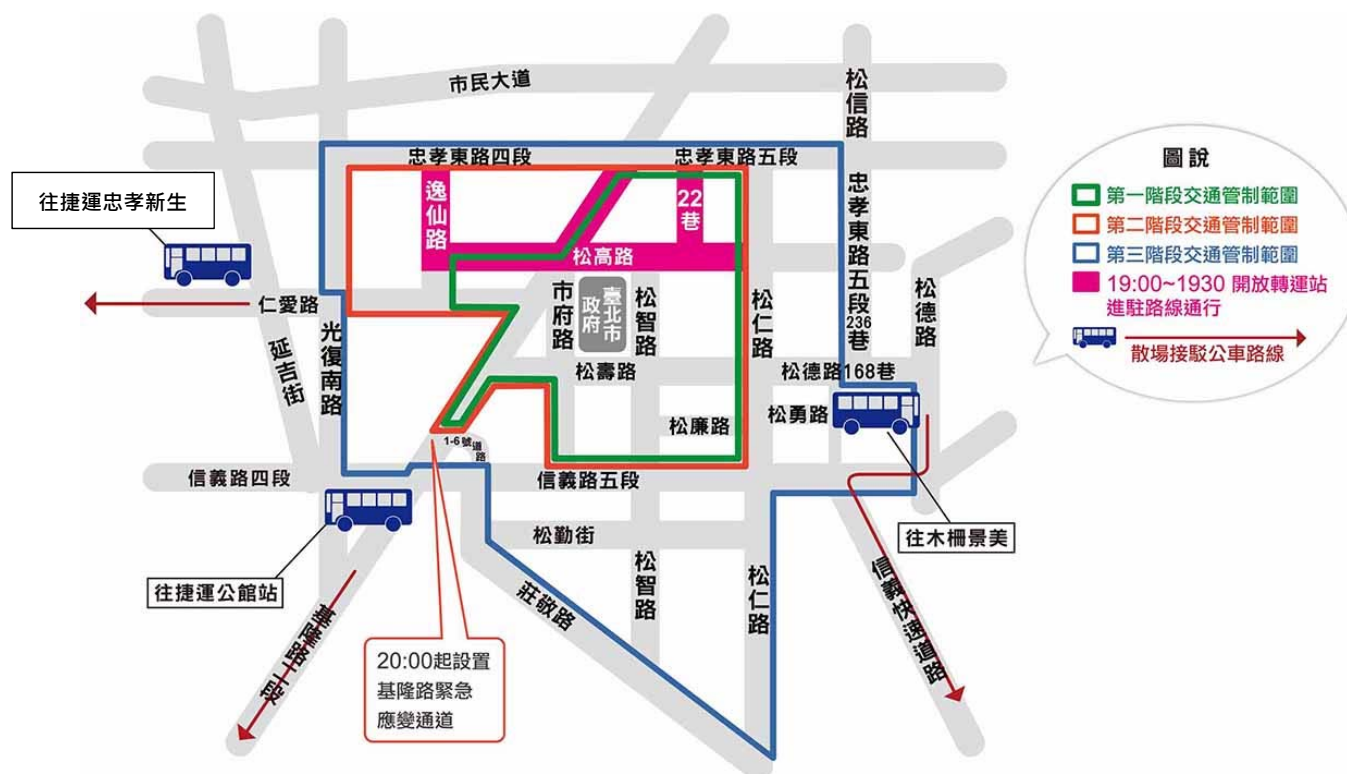 市民大道
松信路
忠孝東路四段
忠孝東路五段
圖說
第一階段交通管制範圍
第二階段交通管制範圍
第三階段交通管制範圍
19:00~1930 開放轉運站
進駐路線通行
散場接駁公車路線
往捷運忠孝新生
逸仙路
22巷
忠孝東路五段236巷
松高路
仁愛路
市府路
臺北市政府
松智路
松仁路
松德路
延吉街
光復南路
松壽路
松德路168巷
松廉路
松勇路
1-6號道路
信義路四段
信義路五段
往木柵景美
松勤街
往捷運公館站
松智路
松仁路
莊敬路
信義快速道路
基隆路二段
20:00起設置
基隆路緊急
應變通道